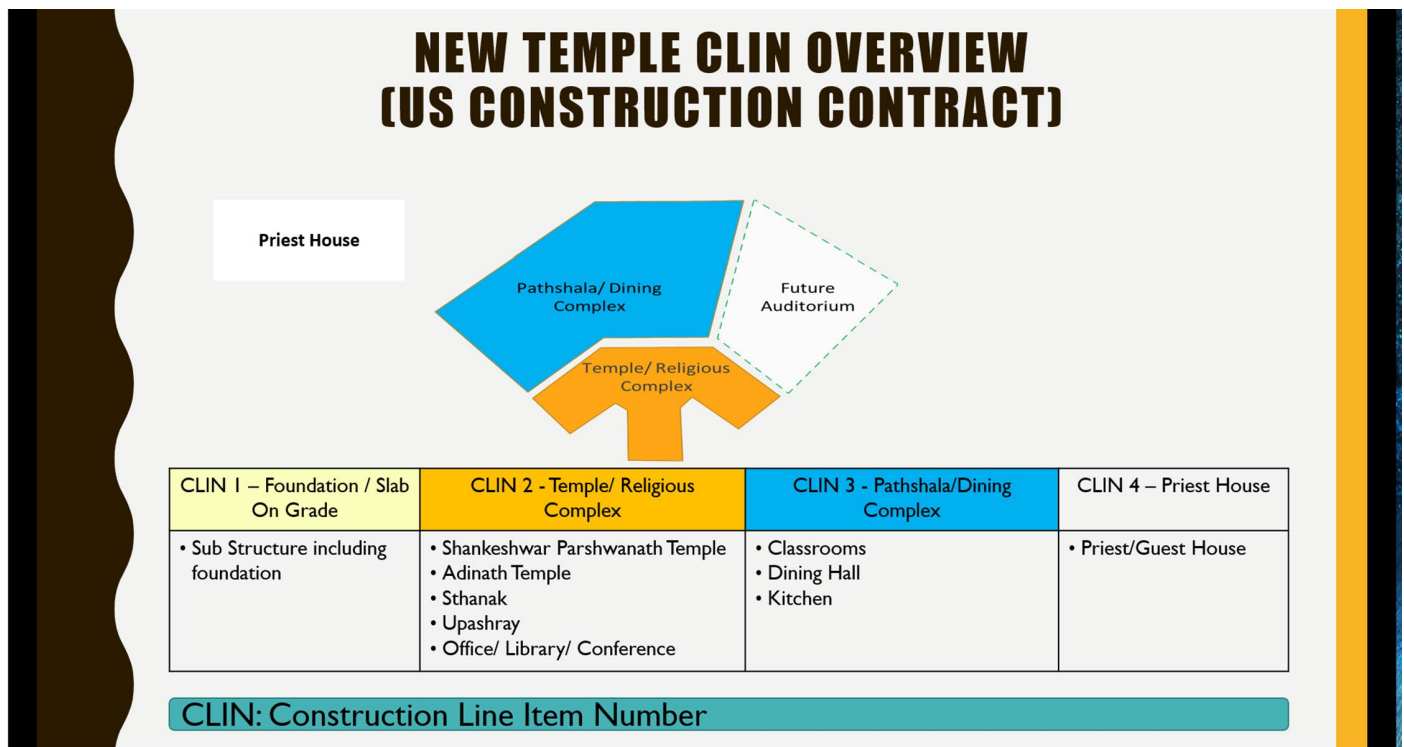 NEW TEMPLE CLIN OVERVIEW
(US CONSTRUCTION CONTRACT)
Priest House
Pathshala/ Dining
Complex
Future
Auditorium
Temple/ Religious
Complex
CLIN 1 – Foundation / Slab
On Grade
CLIN 2 - Temple/ Religious
Complex
CLIN 3 - Pathshala/Dining
Complex
CLIN 4 – Priest House
• Sub Structure including
foundation
• Shankeshwar Parshwanath Temple
• Adinath Temple
• Sthanak
• Upashray
• Office/ Library/ Conference
• Classrooms
• Dining Hall
• Kitchen
• Priest/Guest House
CLIN: Construction Line Item Number